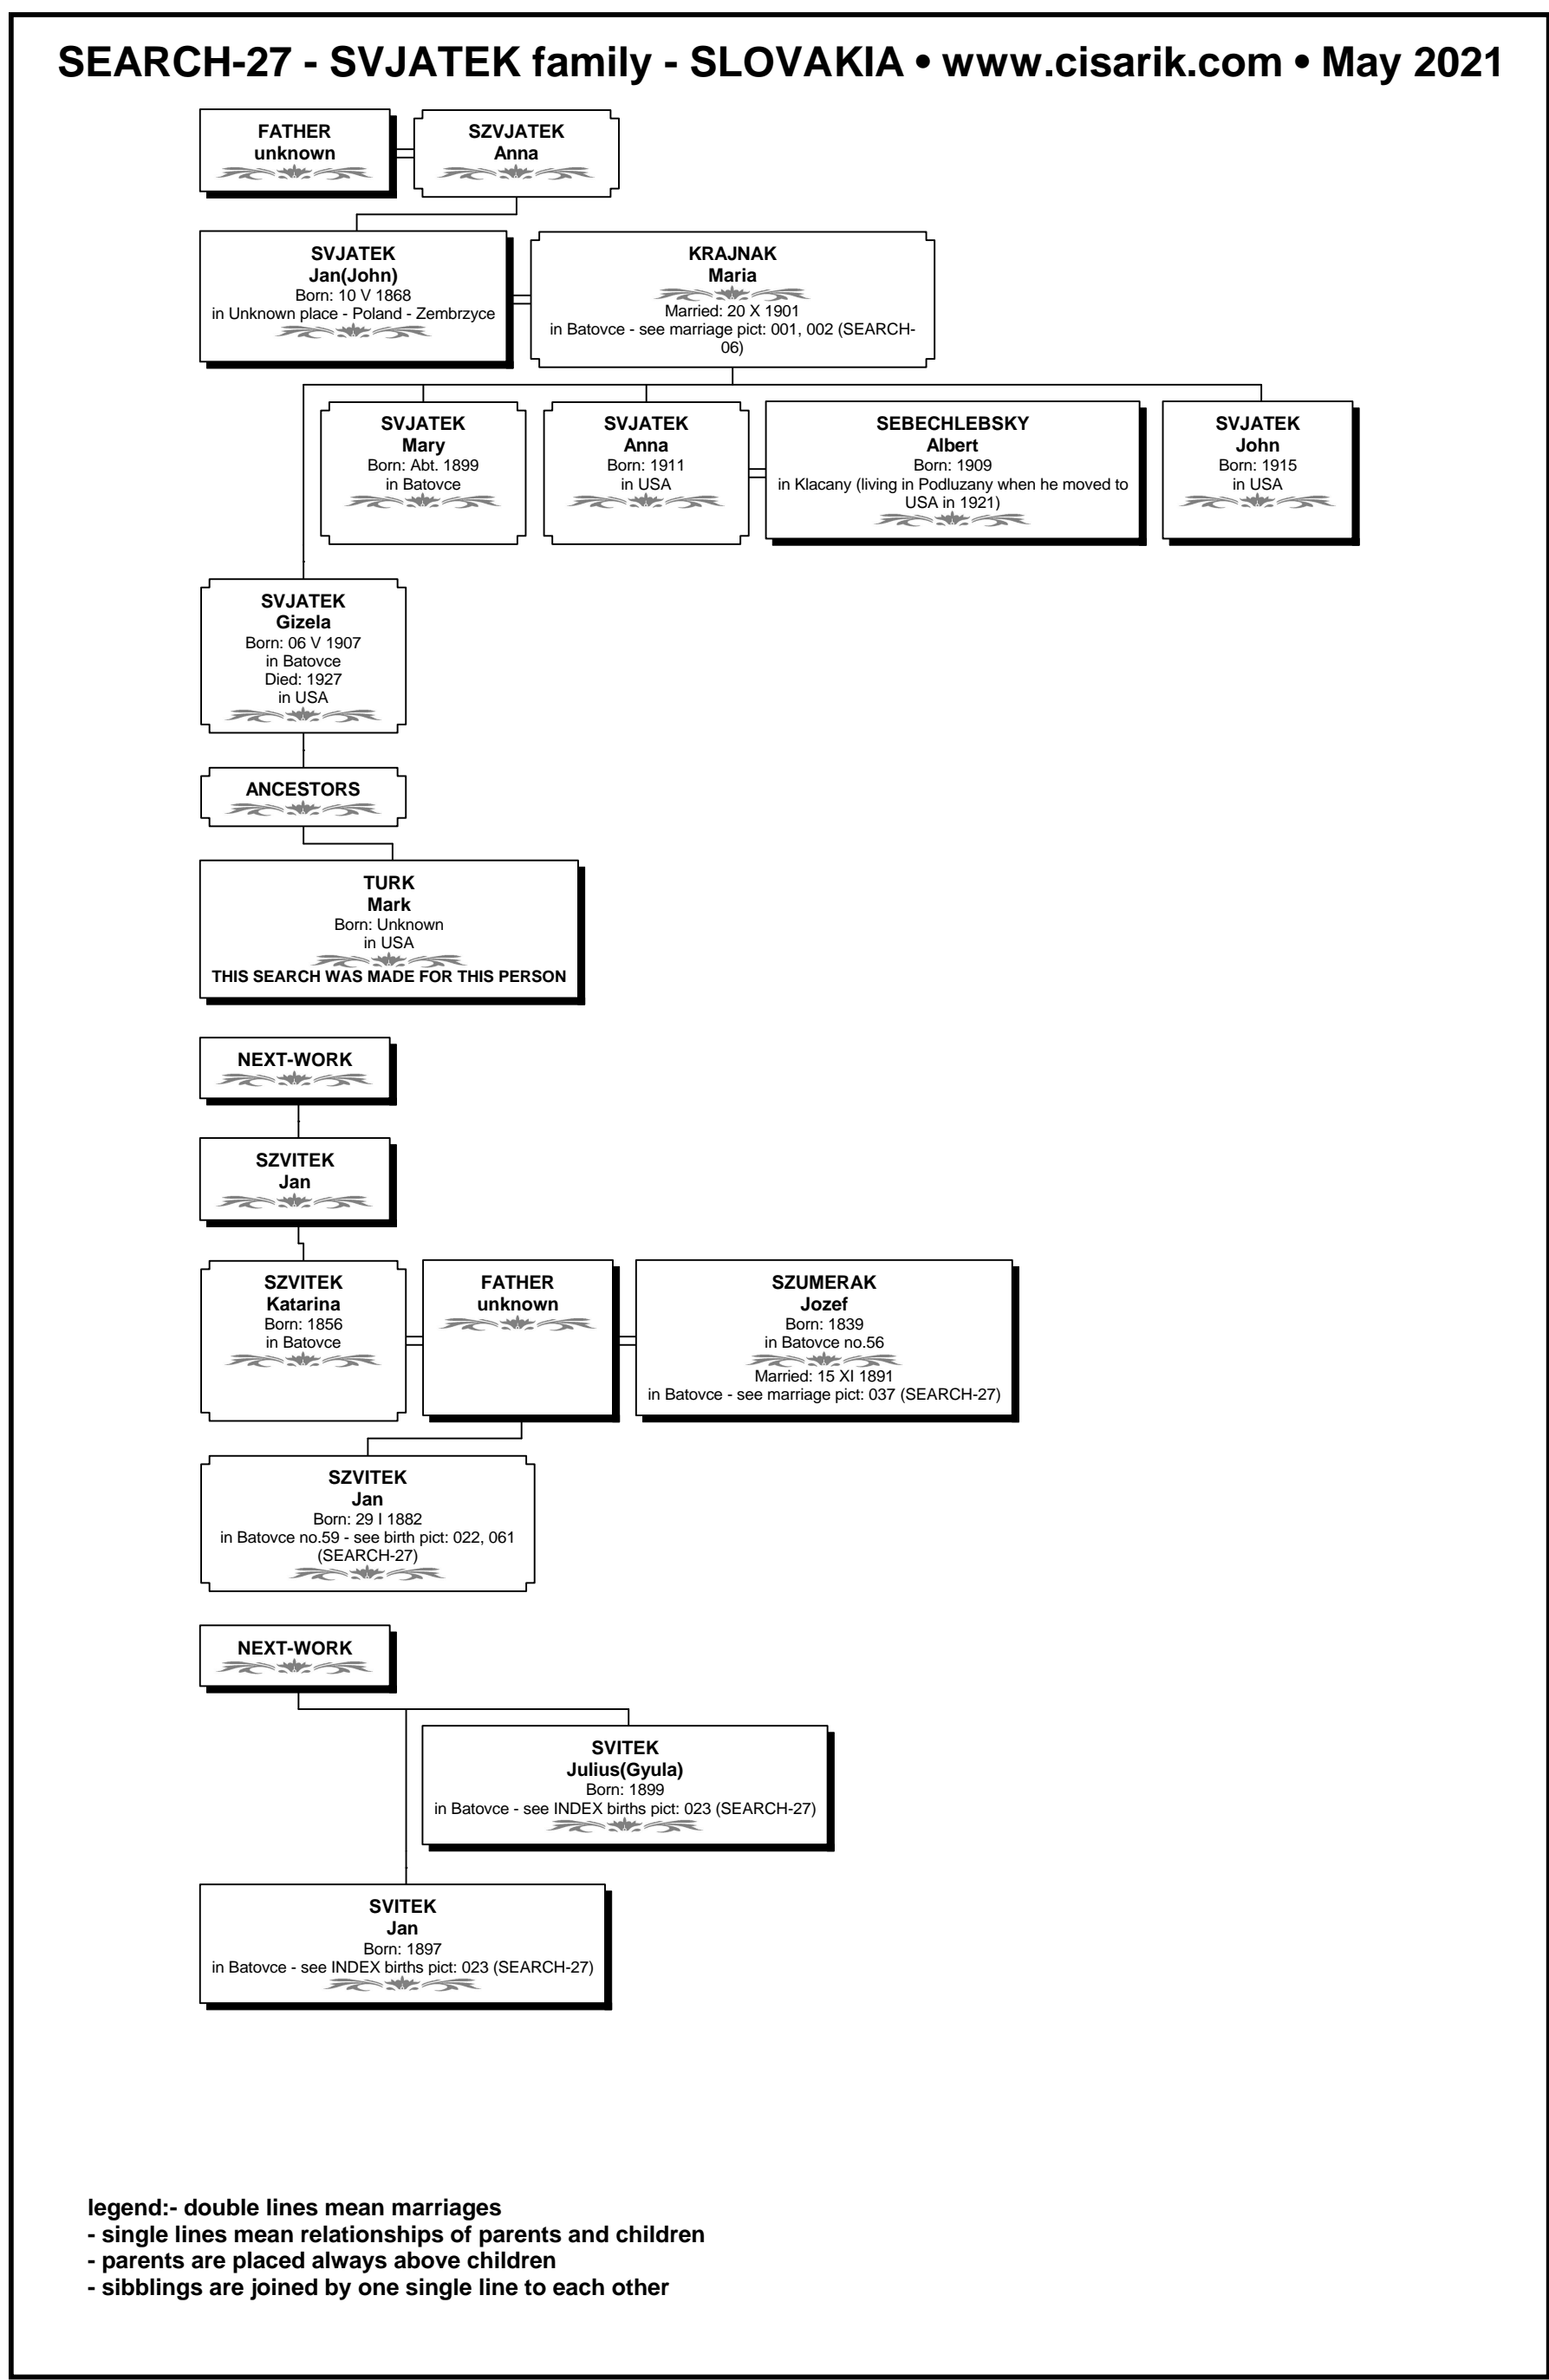 SEARCH-27 - SVJATEK family - SLOVAKIA • www.cisarik.com • May 2021
FATHER
unknown
SZVJATEK
Anna
SVJATEK
Jan(John)
Born: 10 V 1868
in Unknown place - Poland - Zembrzyce
KRAJNAK
Maria
Married: 20 X 1901
in Batovce - see marriage pict: 001, 002 (SEARCH-
06)
SVJATEK
Mary
Born: Abt. 1899
in Batovce
SVJATEK
Anna
Born: 1911
in USA
SEBECHLEBSKY
Albert
Born: 1909
in Klacany (living in Podluzany when he moved to
USA in 1921)
SVJATEK
John
Born: 1915
in USA
SVJATEK
Gizela
Born: 06 V 1907
in Batovce
Died: 1927
in USA
ANCESTORS
TURK
Mark
Born: Unknown
in USA
THIS SEARCH WAS MADE FOR THIS PERSON
NEXT-WORK
SZVITEK
Jan
SZVITEK
Katarina
Born: 1856
in Batovce
FATHER
unknown
SZUMERAK
Jozef
Born: 1839
in Batovce no.56
Married: 15 XI 1891
in Batovce - see marriage pict: 037 (SEARCH-27)
SZVITEK
Jan
Born: 29 I 1882
in Batovce no.59 - see birth pict: 022, 061
(SEARCH-27)
NEXT-WORK
SVITEK
Julius(Gyula)
Born: 1899
in Batovce - see INDEX births pict: 023 (SEARCH-27)
SVITEK
Jan
Born: 1897
in Batovce - see INDEX births pict: 023 (SEARCH-27)
legend:- double lines mean marriages
- single lines mean relationships of parents and children
- parents are placed always above children
- sibblings are joined by one single line to each other